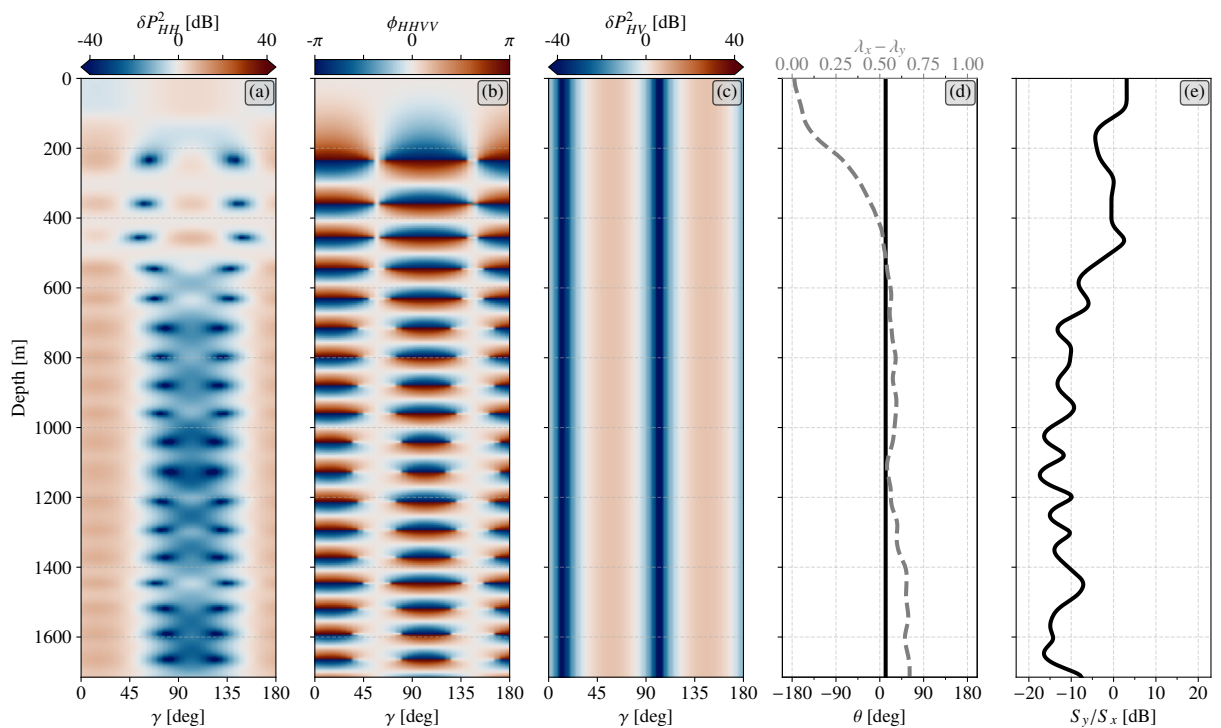 δP²HH [dB]
-40 0 40
ϕHHVV
-π 0 π
δP²HV [dB]
-40 0 40
λx − λy
0.00 0.25 0.50 0.75 1.00
(a) (b) (c) (d) (e)
Depth [m]
0
200
400
600
800
1000
1200
1400
1600
0 45 90 135 180
γ [deg]
0 45 90 135 180
γ [deg]
0 45 90 135 180
γ [deg]
−180 −90 0 90 180
θ [deg]
−20 −10 0 10 20
Sy/Sx [dB]